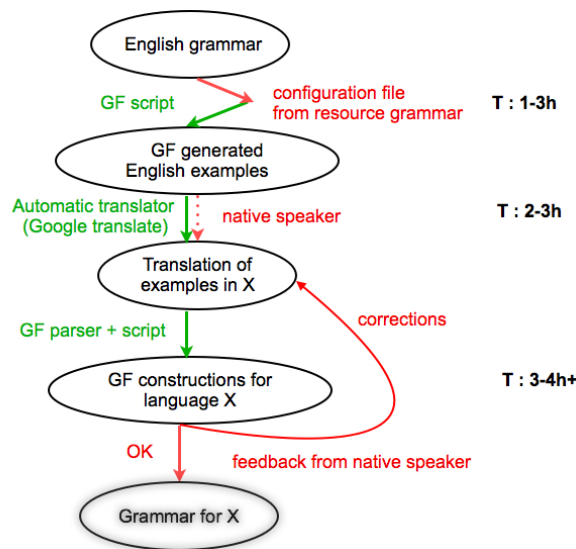 English grammar
GF script
configuration file
from resource grammar
T : 1-3h
GF generated
English examples
Automatic translator
(Google translate)
native speaker
T : 2-3h
Translation of
examples in X
corrections
GF parser + script
GF constructions for
language X
T : 3-4h+
OK
feedback from native speaker
Grammar for X